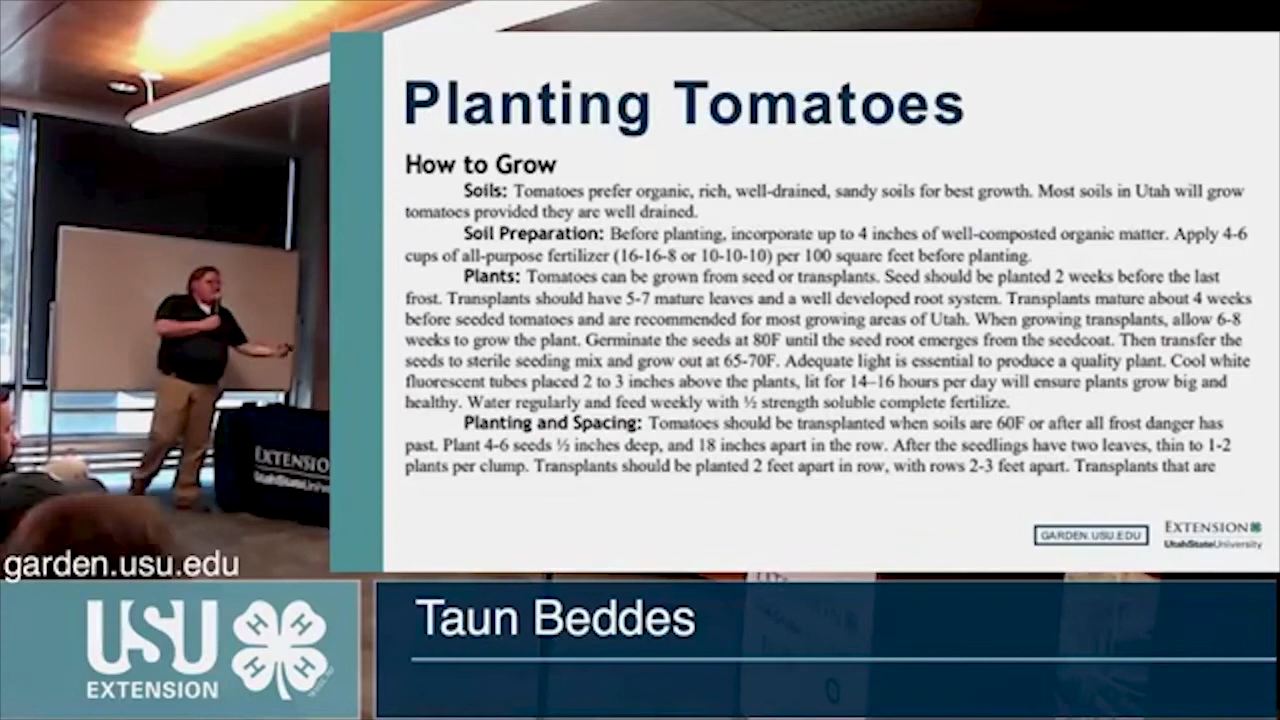 Planting Tomatoes
How to Grow
Soils: Tomatoes prefer organic, rich, well-drained, sandy soils for best growth. Most soils in Utah will grow
tomatoes provided they are well drained.
Soil Preparation: Before planting, incorporate up to 4 inches of well-composted organic matter. Apply 4-6
cups of all-purpose fertilizer (16-16-8 or 10-10-10) per 100 square feet before planting.
Plants: Tomatoes can be grown from seed or transplants. Seed should be planted 2 weeks before the last
frost. Transplants should have 5-7 mature leaves and a well developed root system. Transplants mature about 4 weeks
before seeded tomatoes and are recommended for most growing areas of Utah. When growing transplants, allow 6-8
weeks to grow the plant. Germinate the seeds at 80F until the seed root emerges from the seedcoat. Then transfer the
seeds to sterile seeding mix and grow out at 65-70F. Adequate light is essential to produce a quality plant. Cool white
fluorescent tubes placed 2 to 3 inches above the plants, lit for 14–16 hours per day will ensure plants grow big and
healthy. Water regularly and feed weekly with ½ strength soluble complete fertilize.
Planting and Spacing: Tomatoes should be transplanted when soils are 60F or after all frost danger has
past. Plant 4-6 seeds ½ inches deep, and 18 inches apart in the row. After the seedlings have two leaves, thin to 1-2
plants per clump. Transplants should be planted 2 feet apart in row, with rows 2-3 feet apart. Transplants that are
GARDEN.USU.EDU
EXTENSION
UtahStateUniversity
EXTENSIO
UtahStateUni
garden.usu.edu
USU
EXTENSION
H H H H
Taun Beddes